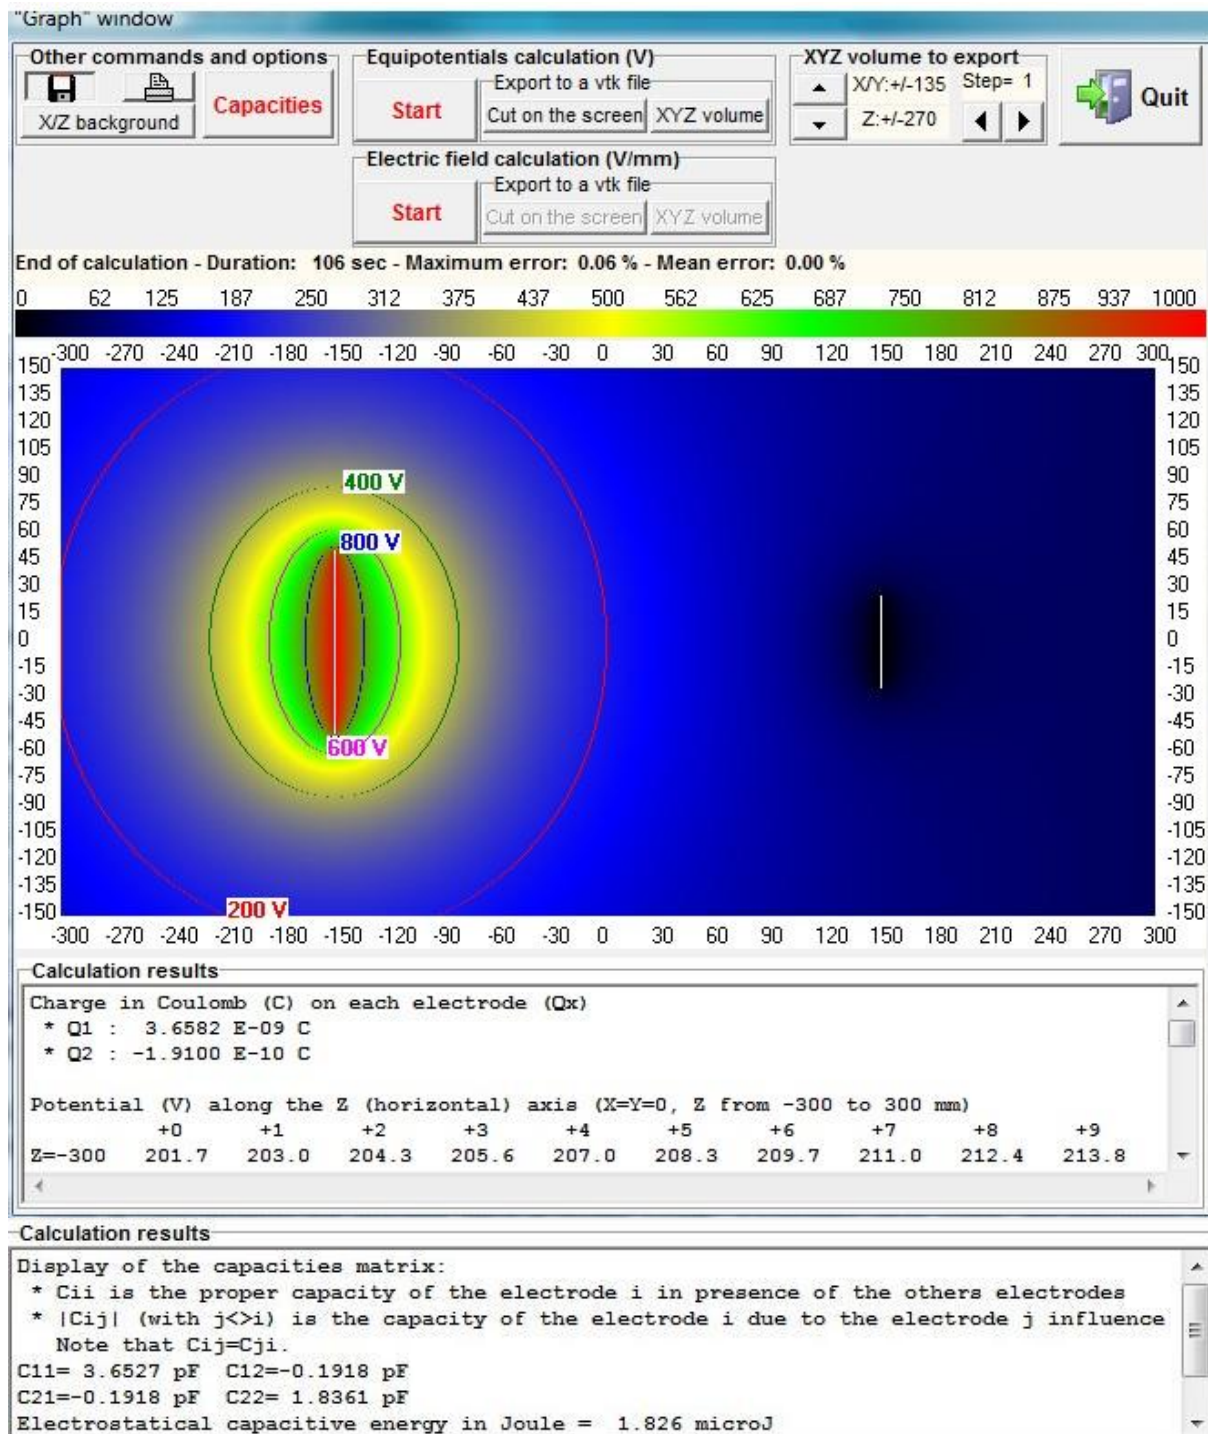 "Graph" window
Other commands and options
Equipotentials calculation (V)
XYZ volume to export
Export to a vtk file
X/Y:+/-135 Step= 1
Capacities
Start
Quit
X/Z background
Cut on the screen XYZ volume
Z:+/-270
Electric field calculation (V/mm)
Export to a vtk file
Start
Cut on the screen XYZ volume
End of calculation - Duration: 106 sec - Maximum error: 0.06 % - Mean error: 0.00 %
0 62 125 187 250 312 375 437 500 562 625 687 750 812 875 937 1000
-300 -270 -240 -210 -180 -150 -120 -90 -60 -30 0 30 60 90 120 150 180 210 240 270 300
150 150
135 135
120 120
105 105
90 400 V 90
75 75
60 60
45 800 V 45
30 30
15 15
0 0
-15 -15
-30 -30
-45 -45
-60 600 V -60
-75 -75
-90 -90
-105 -105
-120 -120
-135 -135
-150 200 V -150
-300 -270 -240 -210 -180 -150 -120 -90 -60 -30 0 30 60 90 120 150 180 210 240 270 300
Calculation results
Charge in Coulomb (C) on each electrode (Qx)
* Q1 : 3.6582 E-09 C
* Q2 : -1.9100 E-10 C
Potential (V) along the Z (horizontal) axis (X=Y=0, Z from -300 to 300 mm)
+0 +1 +2 +3 +4 +5 +6 +7 +8 +9
Z=-300 201.7 203.0 204.3 205.6 207.0 208.3 209.7 211.0 212.4 213.8
Calculation results
Display of the capacities matrix:
* Cii is the proper capacity of the electrode i in presence of the others electrodes
* |Cij| (with j<>i) is the capacity of the electrode i due to the electrode j influence
Note that Cij=Cji.
C11= 3.6527 pF C12=-0.1918 pF
C21=-0.1918 pF C22= 1.8361 pF
Electrostatical capacitive energy in Joule = 1.826 microJ